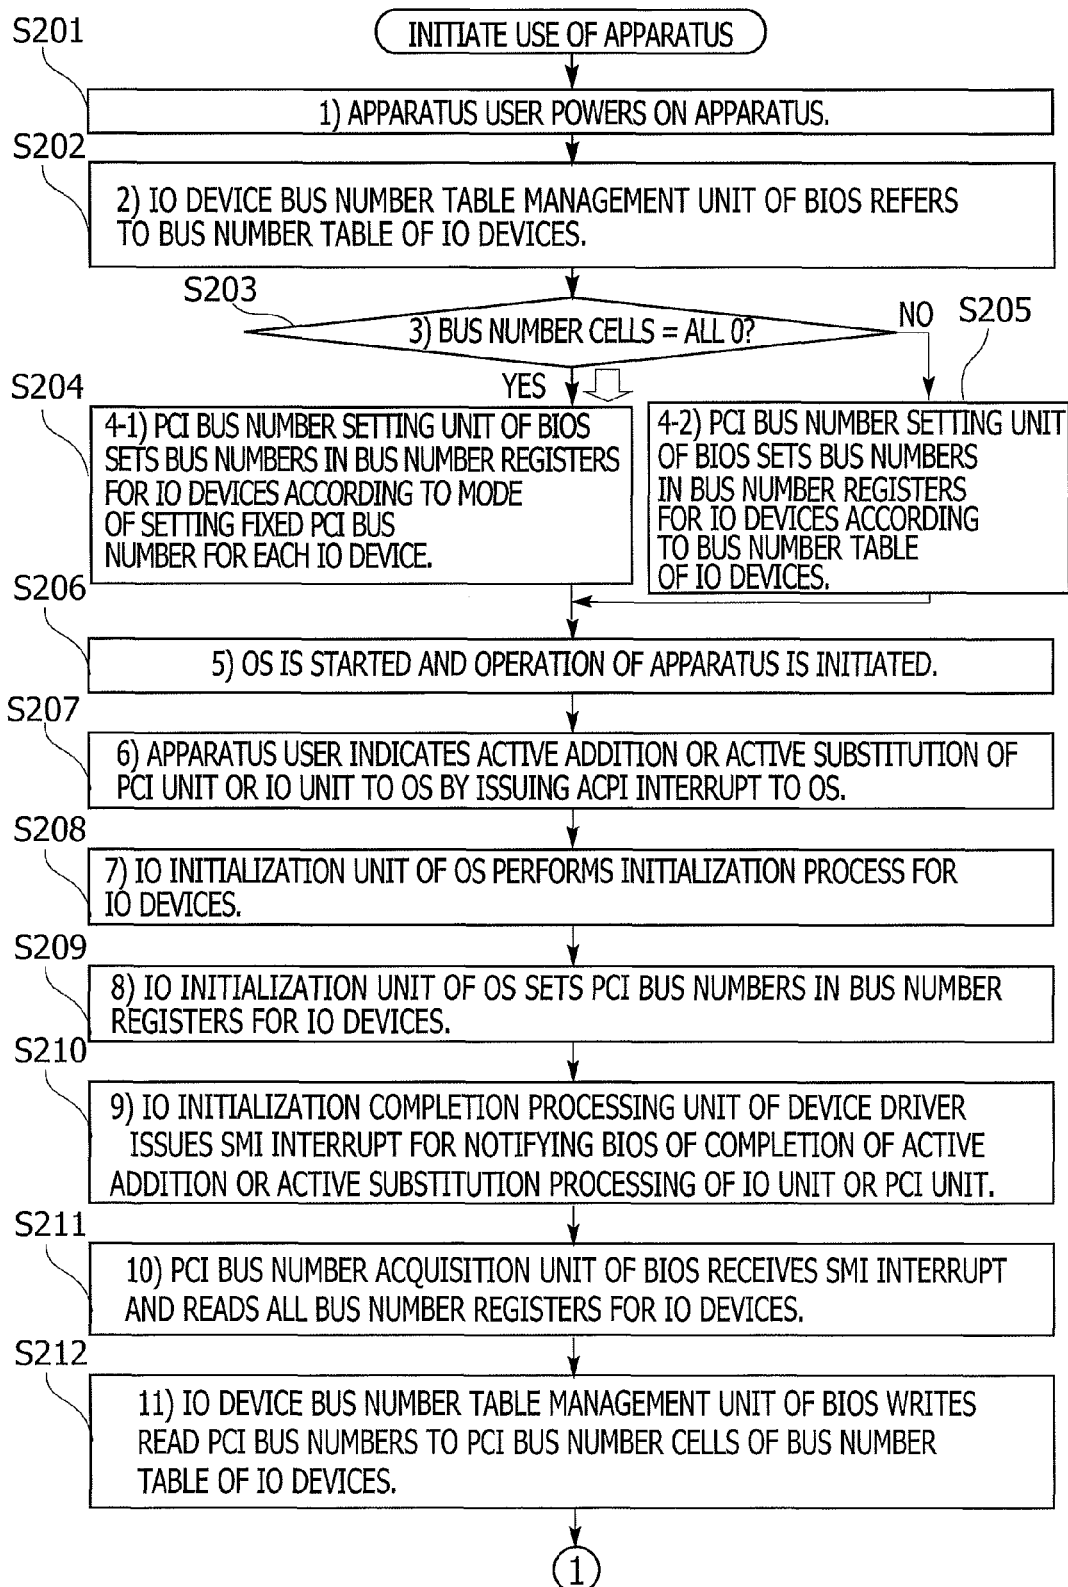 INITIATE USE OF APPARATUS
S201
1) APPARATUS USER POWERS ON APPARATUS.
S202
2) IO DEVICE BUS NUMBER TABLE MANAGEMENT UNIT OF BIOS REFERS
TO BUS NUMBER TABLE OF IO DEVICES.
S203
3) BUS NUMBER CELLS = ALL 0?
NO
S205
YES
S204
4-1) PCI BUS NUMBER SETTING UNIT OF BIOS
SETS BUS NUMBERS IN BUS NUMBER REGISTERS
FOR IO DEVICES ACCORDING TO MODE
OF SETTING FIXED PCI BUS
NUMBER FOR EACH IO DEVICE.
4-2) PCI BUS NUMBER SETTING UNIT
OF BIOS SETS BUS NUMBERS
IN BUS NUMBER REGISTERS
FOR IO DEVICES ACCORDING
TO BUS NUMBER TABLE
OF IO DEVICES.
S206
5) OS IS STARTED AND OPERATION OF APPARATUS IS INITIATED.
S207
6) APPARATUS USER INDICATES ACTIVE ADDITION OR ACTIVE SUBSTITUTION OF
PCI UNIT OR IO UNIT TO OS BY ISSUING ACPI INTERRUPT TO OS.
S208
7) IO INITIALIZATION UNIT OF OS PERFORMS INITIALIZATION PROCESS FOR
IO DEVICES.
S209
8) IO INITIALIZATION UNIT OF OS SETS PCI BUS NUMBERS IN BUS NUMBER
REGISTERS FOR IO DEVICES.
S210
9) IO INITIALIZATION COMPLETION PROCESSING UNIT OF DEVICE DRIVER
ISSUES SMI INTERRUPT FOR NOTIFYING BIOS OF COMPLETION OF ACTIVE
ADDITION OR ACTIVE SUBSTITUTION PROCESSING OF IO UNIT OR PCI UNIT.
S211
10) PCI BUS NUMBER ACQUISITION UNIT OF BIOS RECEIVES SMI INTERRUPT
AND READS ALL BUS NUMBER REGISTERS FOR IO DEVICES.
S212
11) IO DEVICE BUS NUMBER TABLE MANAGEMENT UNIT OF BIOS WRITES
READ PCI BUS NUMBERS TO PCI BUS NUMBER CELLS OF BUS NUMBER
TABLE OF IO DEVICES.
1